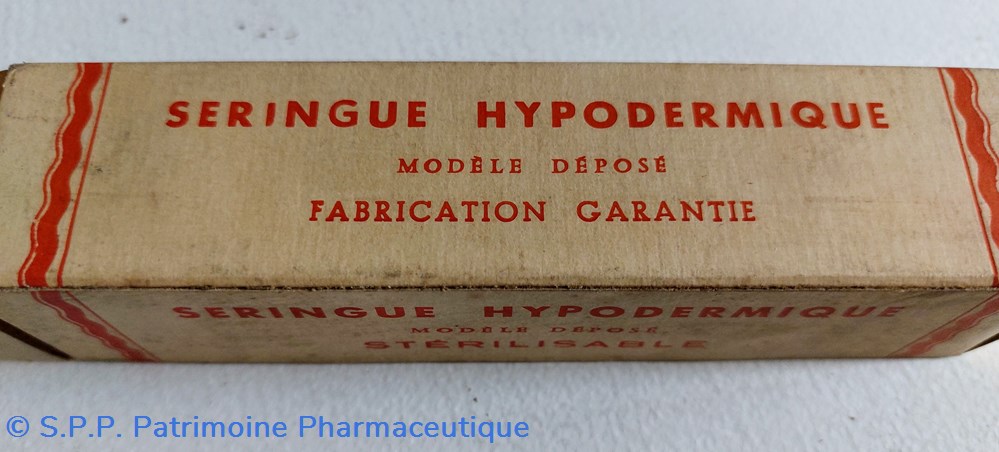 SERINGUE HYPODERMIQUE
MODÈLE DÉPOSÉ
FABRICATION GARANTIE
SERINGUE HYPODERMIQUE
MODÈLE DÉPOSÉ
STÉRILISABLE
© S.P.P. Patrimoine Pharmaceutique